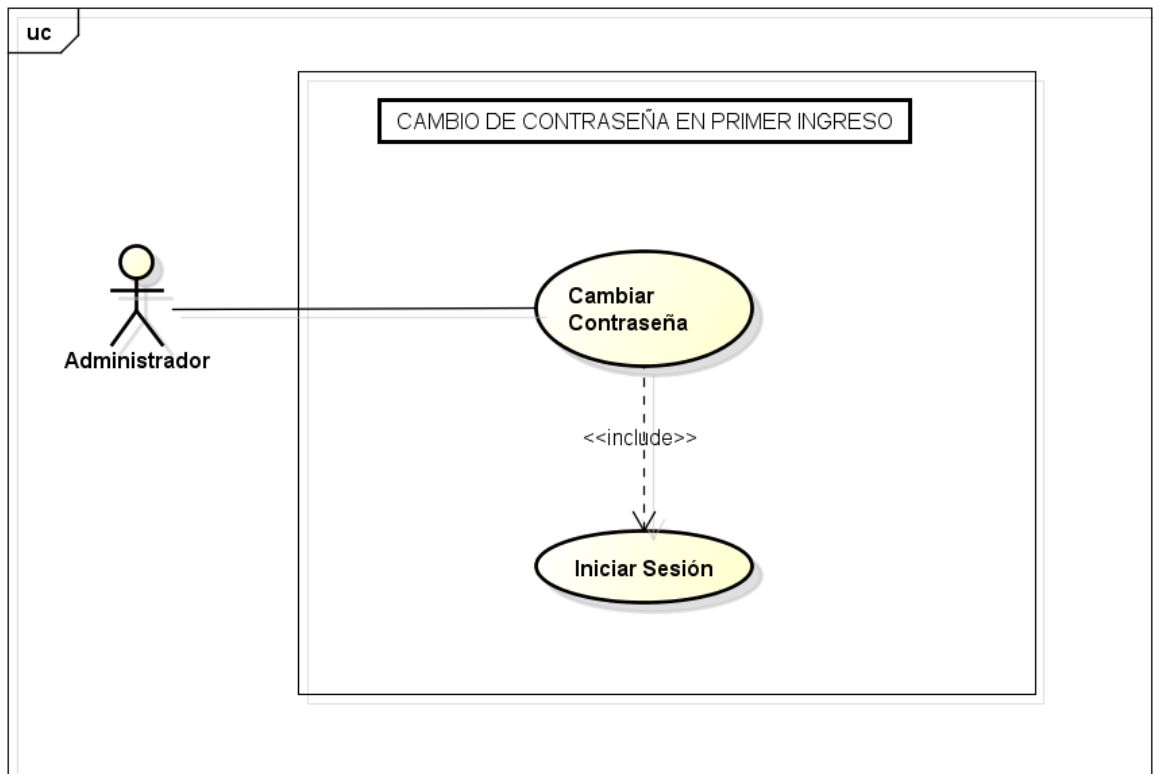 uc
CAMBIO DE CONTRASEÑA EN PRIMER INGRESO
Cambiar
Contraseña
Administrador
<<include>>
Iniciar Sesión